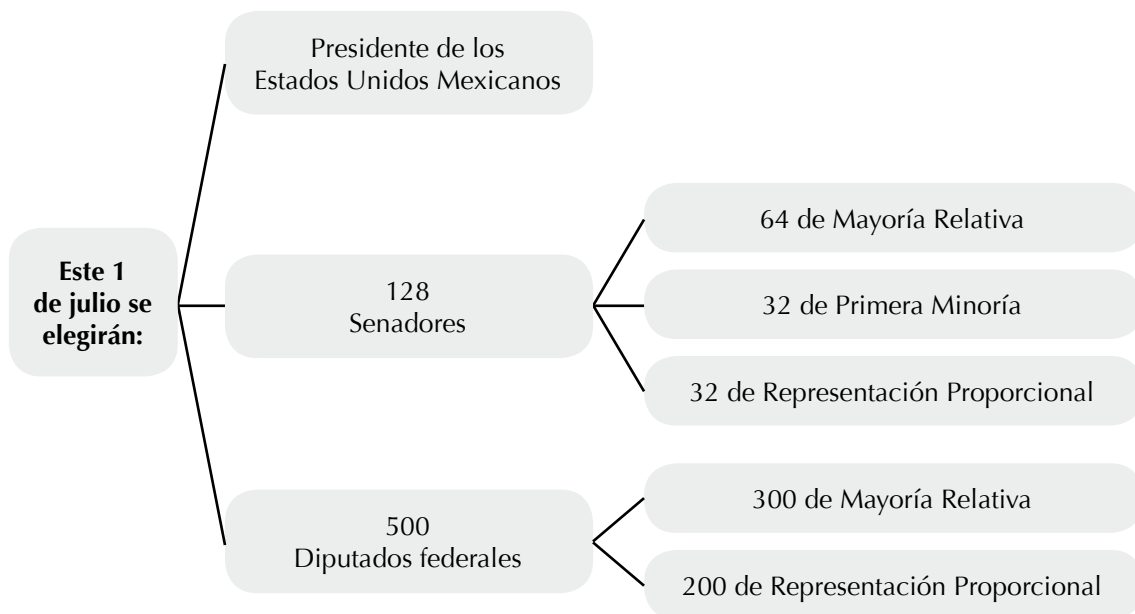 Este 1
de julio se
elegirán:
Presidente de los
Estados Unidos Mexicanos
128
Senadores
64 de Mayoría Relativa
32 de Primera Minoría
32 de Representación Proporcional
500
Diputados federales
300 de Mayoría Relativa
200 de Representación Proporcional